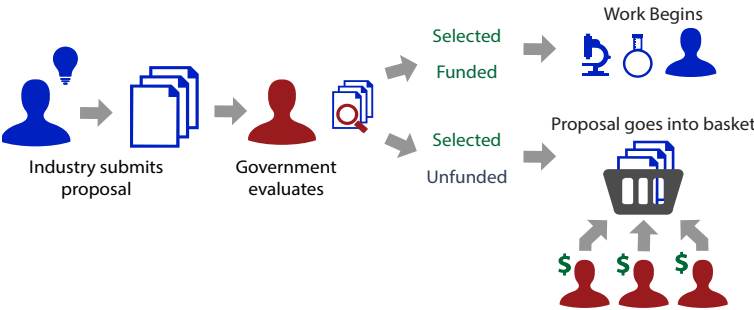 Work Begins
Selected
Funded
Industry submits
proposal
Government
evaluates
Selected
Unfunded
Proposal goes into basket
$
$
$